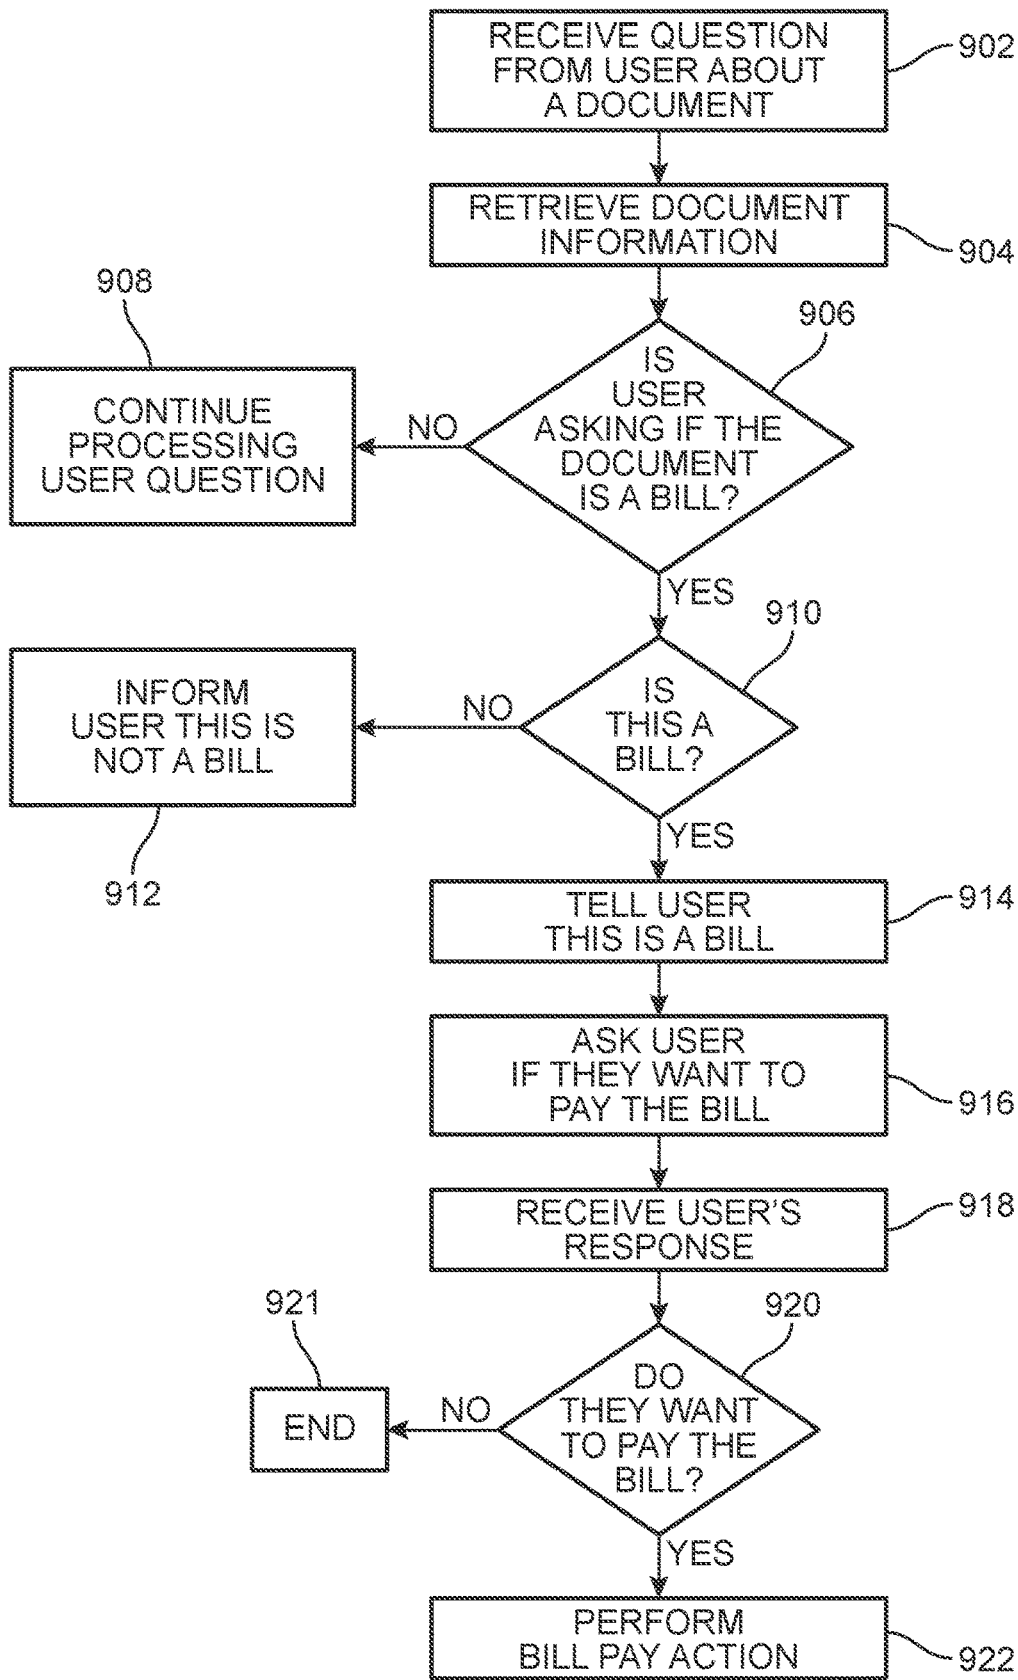 RECEIVE QUESTION
FROM USER ABOUT
A DOCUMENT
902
RETRIEVE DOCUMENT
INFORMATION
904
906
IS
USER
ASKING IF THE
DOCUMENT
IS A BILL?
NO
908
CONTINUE
PROCESSING
USER QUESTION
YES
910
IS
THIS A
BILL?
NO
INFORM
USER THIS IS
NOT A BILL
912
YES
TELL USER
THIS IS A BILL
914
ASK USER
IF THEY WANT TO
PAY THE BILL
916
RECEIVE USER'S
RESPONSE
918
920
DO
THEY WANT
TO PAY THE
BILL?
NO
921
END
YES
PERFORM
BILL PAY ACTION
922